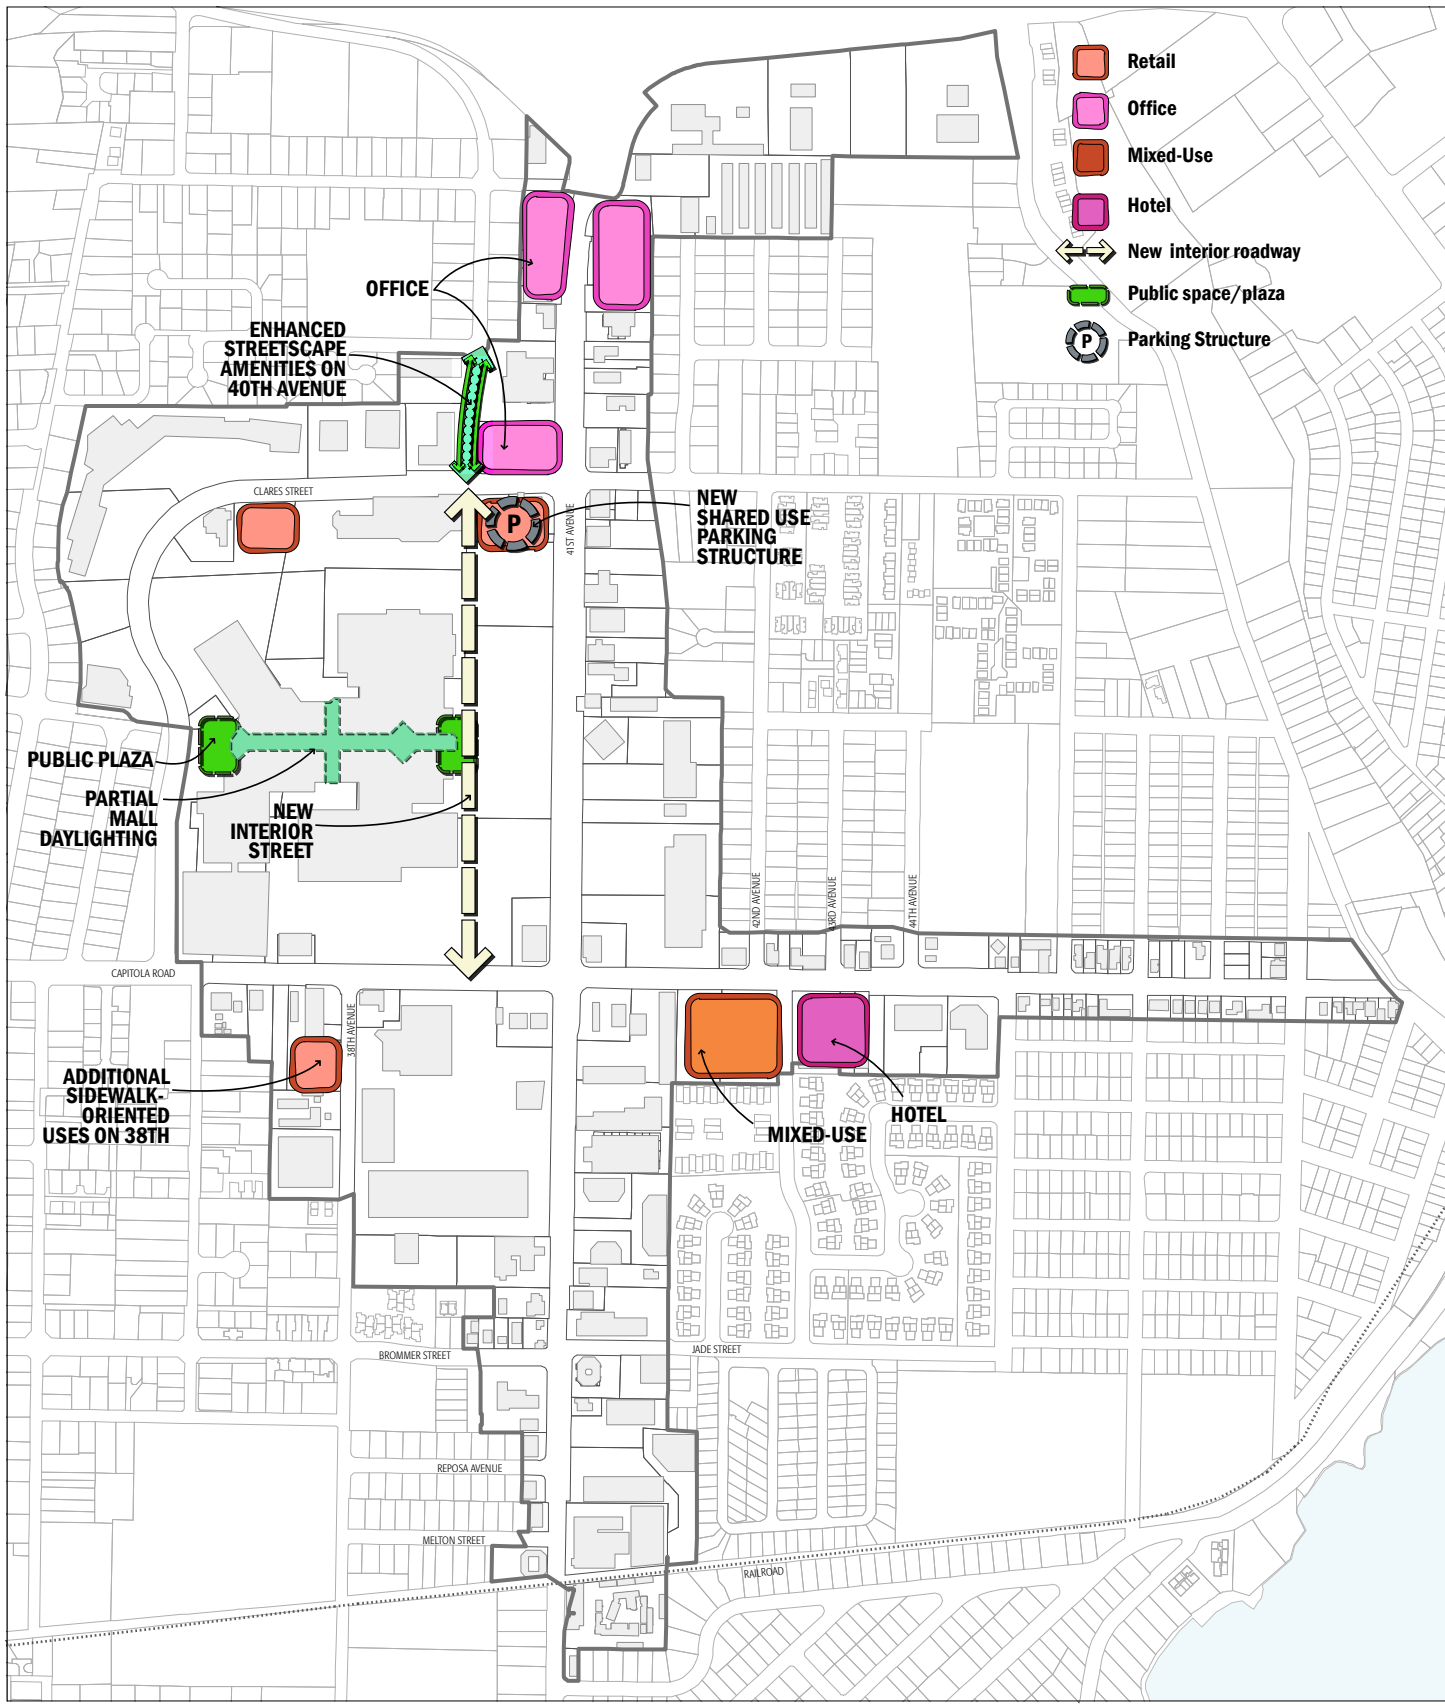 Retail
Office
Mixed-Use
Hotel
New interior roadway
Public space/plaza
P
Parking Structure
OFFICE
ENHANCED
STREETSCAPE
AMENITIES ON
40TH AVENUE
CLARES STREET
P
41ST AVENUE
NEW
SHARED USE
PARKING
STRUCTURE
PUBLIC PLAZA
PARTIAL
MALL
DAYLIGHTING
NEW
INTERIOR
STREET
42ND AVENUE
43RD AVENUE
44TH AVENUE
CAPITOLA ROAD
38TH AVENUE
ADDITIONAL
SIDEWALK-
ORIENTED
USES ON 38TH
MIXED-USE
HOTEL
BROMMER STREET
JADE STREET
REPOSA AVENUE
MELTON STREET
RAILROAD